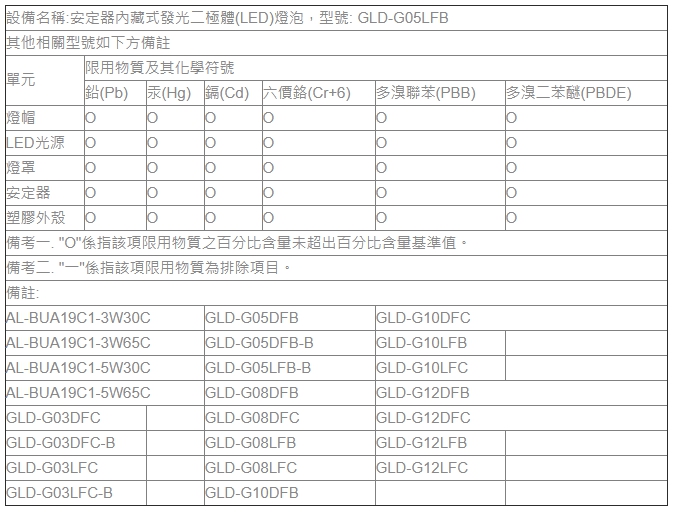 設備名稱:安定器內藏式發光二極體(LED)燈泡，型號: GLD-G05LFB
其他相關型號如下方備註
單元 限用物質及其化學符號
鉛(Pb) 汞(Hg) 鎘(Cd) 六價鉻(Cr+6) 多溴聯苯(PBB) 多溴二苯醚(PBDE)
燈帽 O O O O O O
LED光源 O O O O O O
燈罩 O O O O O O
安定器 O O O O O O
塑膠外殼 O O O O O O
備考一. "O"係指該項限用物質之百分比含量未超出百分比含量基準值。
備考二. "一"係指該項限用物質為排除項目。
備註:
AL-BUA19C1-3W30C GLD-G05DFB GLD-G10DFC
AL-BUA19C1-3W65C GLD-G05DFB-B GLD-G10LFB
AL-BUA19C1-5W30C GLD-G05LFB-B GLD-G10LFC
AL-BUA19C1-5W65C GLD-G08DFB GLD-G12DFB
GLD-G03DFC GLD-G08DFC GLD-G12DFC
GLD-G03DFC-B GLD-G08LFB GLD-G12LFB
GLD-G03LFC GLD-G08LFC GLD-G12LFC
GLD-G03LFC-B GLD-G10DFB